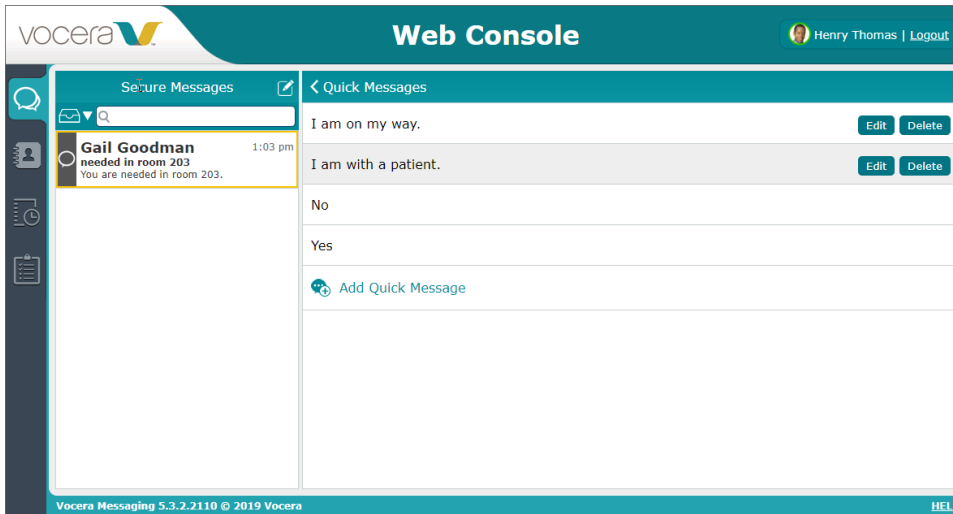 vocera
Web Console
Henry Thomas | Logout
Secure Messages
Quick Messages
Gail Goodman 1:03 pm
needed in room 203
You are needed in room 203.
I am on my way. Edit Delete
I am with a patient. Edit Delete
No
Yes
Add Quick Message
Vocera Messaging 5.3.2.2110 © 2019 Vocera
HEL